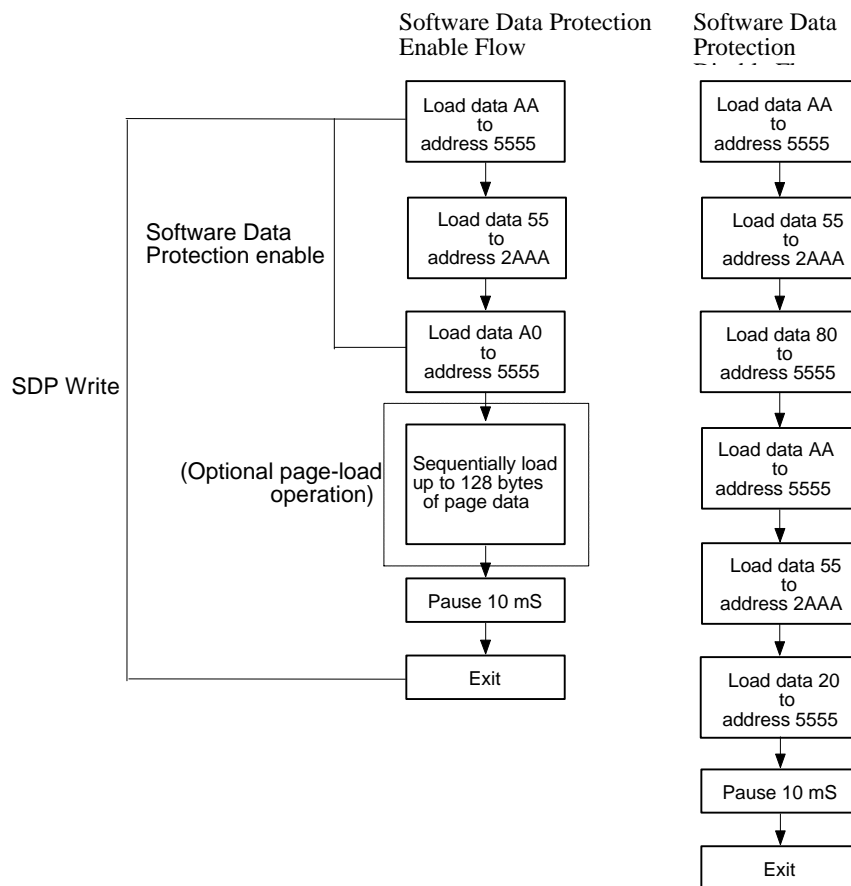 Software Data Protection
Enable Flow
Load data AA
to
address 5555
Load data 55
to
address 2AAA
Load data A0
to
address 5555
Sequentially load
up to 128 bytes
of page data
Pause 10 mS
Exit
Software Data
Protection enable
SDP Write
(Optional page-load
operation)
Software Data
Protection
Load data AA
to
address 5555
Load data 55
to
address 2AAA
Load data 80
to
address 5555
Load data AA
to
address 5555
Load data 55
to
address 2AAA
Load data 20
to
address 5555
Pause 10 mS
Exit